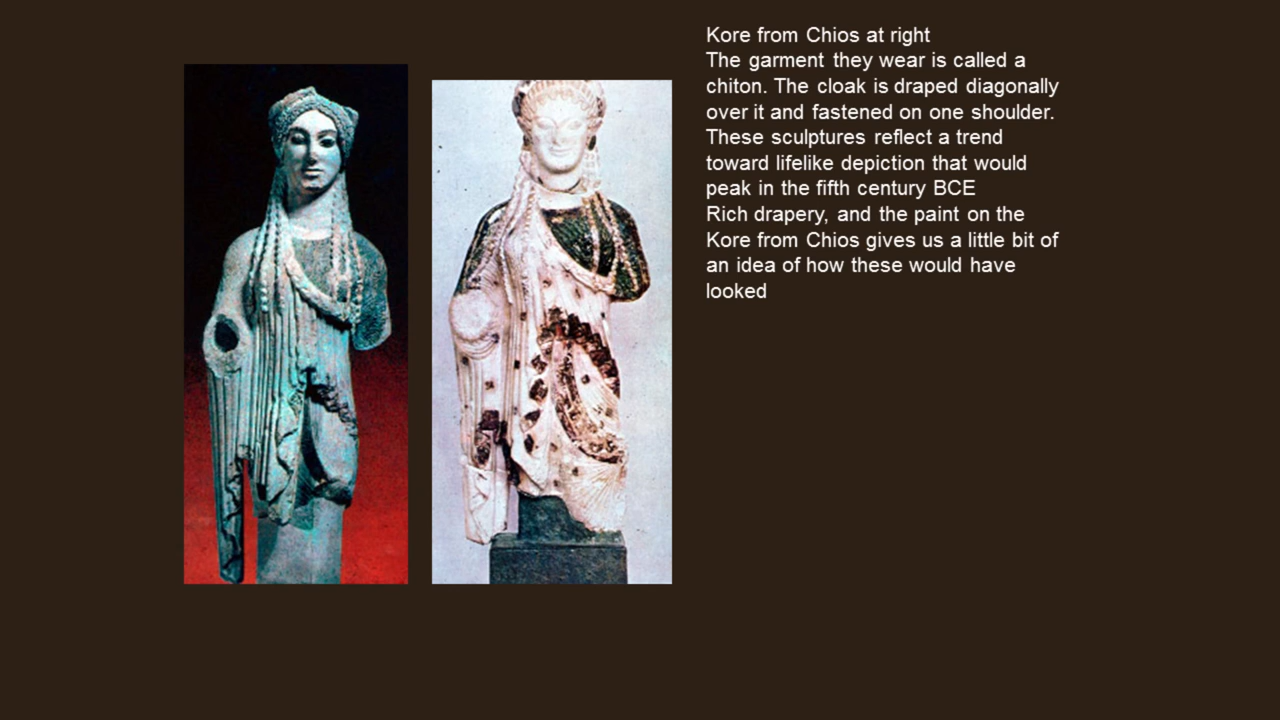 Kore from Chios at right
The garment they wear is called a
chiton. The cloak is draped diagonally
over it and fastened on one shoulder.
These sculptures reflect a trend
toward lifelike depiction that would
peak in the fifth century BCE
Rich drapery, and the paint on the
Kore from Chios gives us a little bit of
an idea of how these would have
looked